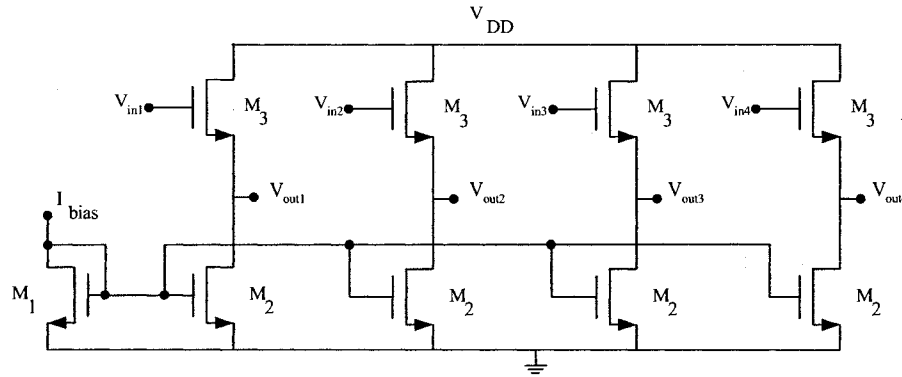 V DD
V in1
M 3
V in2
M 3
V in3
M 3
V in4
M 3
V out1
V out2
V out3
V out
I bias
M 1
M 2
M 2
M 2
M 2